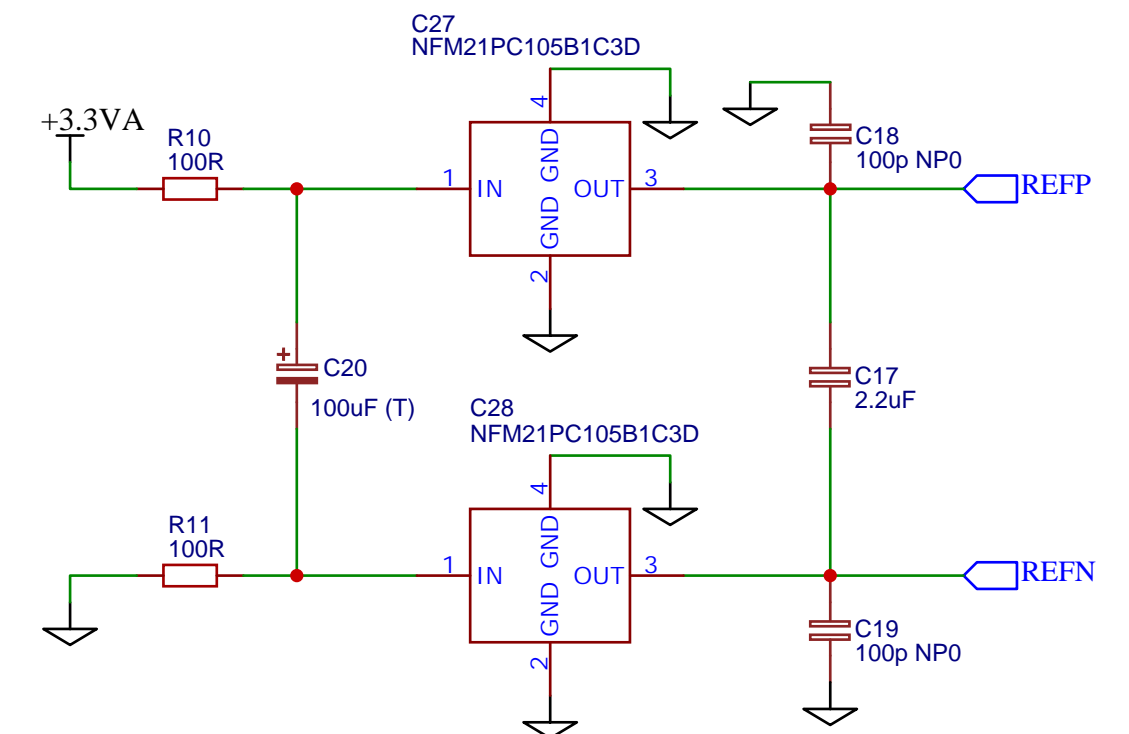 C27
NFM21PC105B1C3D
+3.3VA
R10
100R
4
GND
C18
100p NP0
1
IN
OUT
3
REFP
GND
2
C20
100uF (T)
C17
2.2uF
C28
NFM21PC105B1C3D
4
R11
100R
GND
1
IN
OUT
3
REFN
GND
2
C19
100p NP0